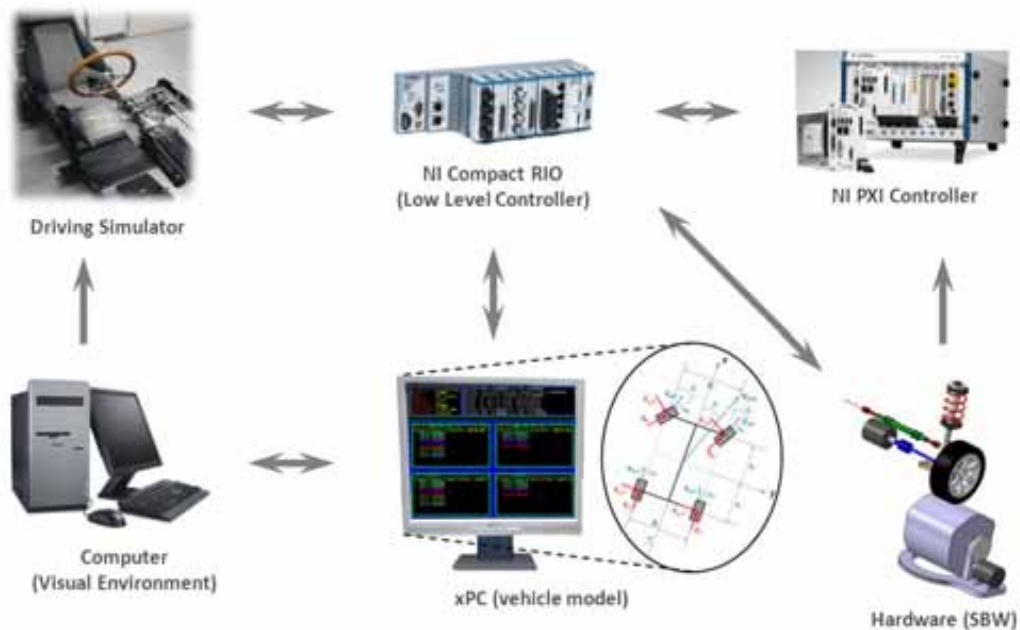 NI Compact RIO
(Low Level Controller)
NI PXI Controller
Driving Simulator
Computer
(Visual Environment)
xPC (vehicle model)
Hardware (SBW)